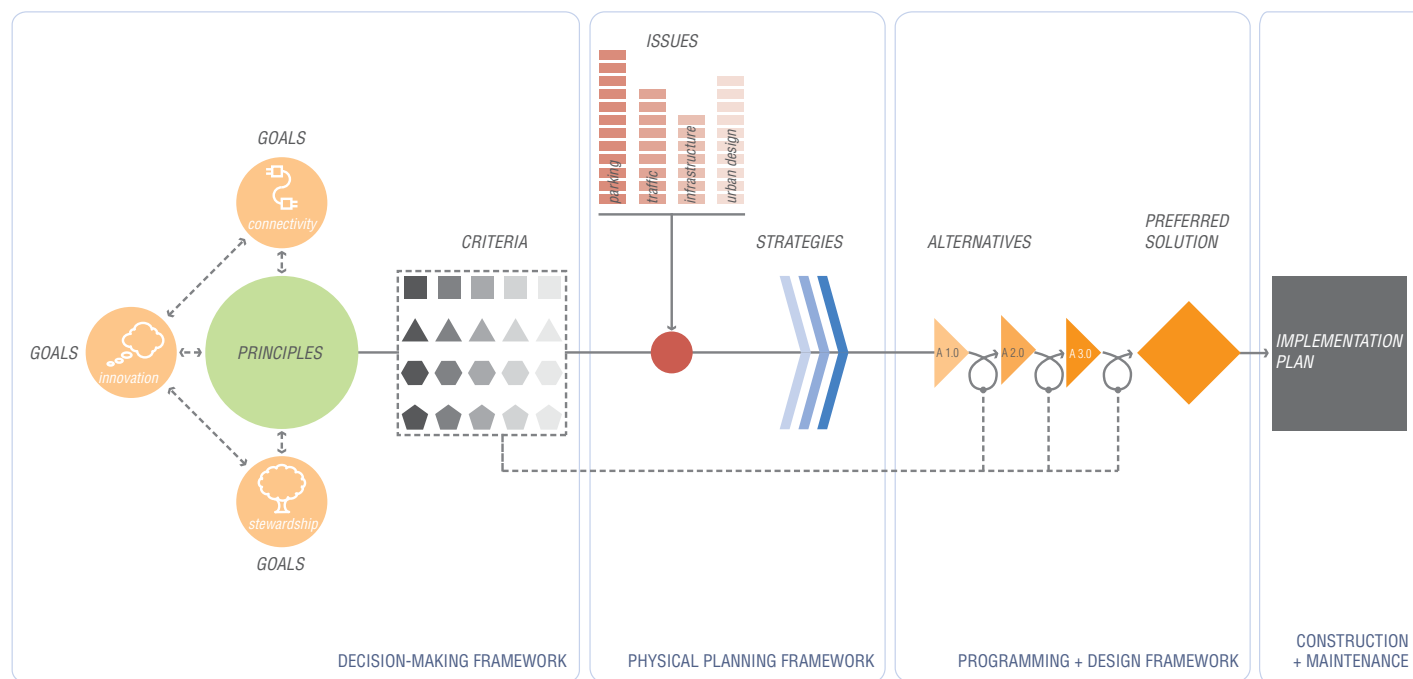 GOALS
connectivity
GOALS
innovation
PRINCIPLES
stewardship
GOALS
CRITERIA
DECISION-MAKING FRAMEWORK
ISSUES
parking
traffic
infrastructure
urban design
STRATEGIES
PHYSICAL PLANNING FRAMEWORK
ALTERNATIVES
A 1.0
A 2.0
A 3.0
PREFERRED
SOLUTION
PROGRAMMING + DESIGN FRAMEWORK
IMPLEMENTATION
PLAN
CONSTRUCTION
+ MAINTENANCE